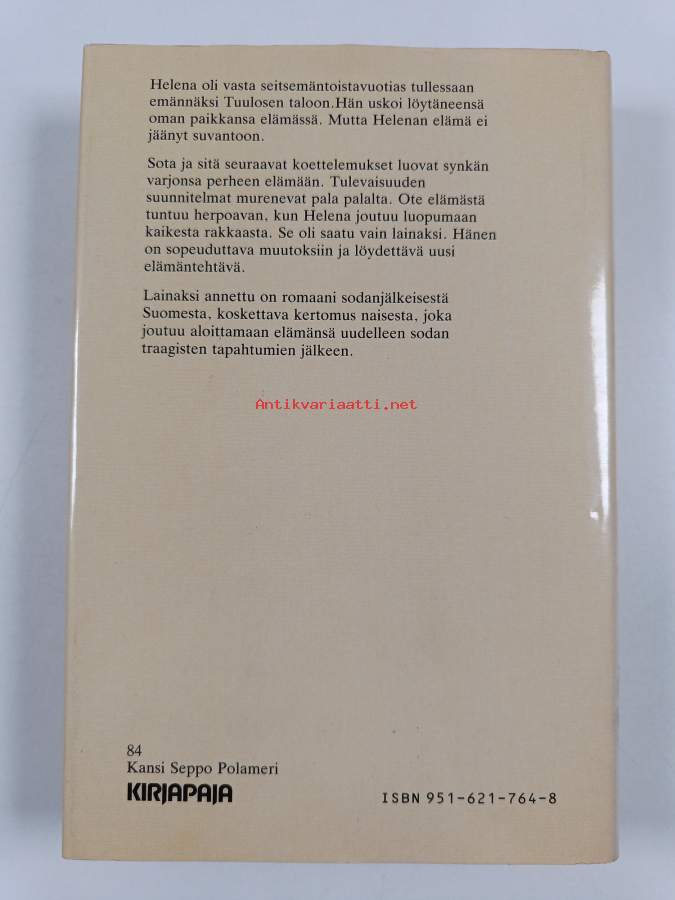 Helena oli vasta seitsemäntoistavuotias tullessaan
emännäksi Tuulosen taloon.Hän uskoi löytäneensä
oman paikkansa elämässä. Mutta Helenan elämä ei
jäänyt suvantoon.
Sota ja sitä seuraavat koettelemukset luovat synkän
varjonsa perheen elämään. Tulevaisuuden
suunnitelmat murenevat pala palalta. Ote elämästä
tuntuu herpoavan, kun Helena joutuu luopumaan
kaikesta rakkaasta. Se oli saatu vain lainaksi. Hänen
on sopeuduttava muutoksiin ja löydettävä uusi
elämäntehtävä.
Lainaksi annettu on romaani sodanjälkeisestä
Suomesta, koskettava kertomus naisesta, joka
joutuu aloittamaan elämänsä uudelleen sodan
traagisten tapahtumien jälkeen.
Antikvariaatti.net
84
Kansi Seppo Polameri
KIRJAPAJA
ISBN 951-621-764-8